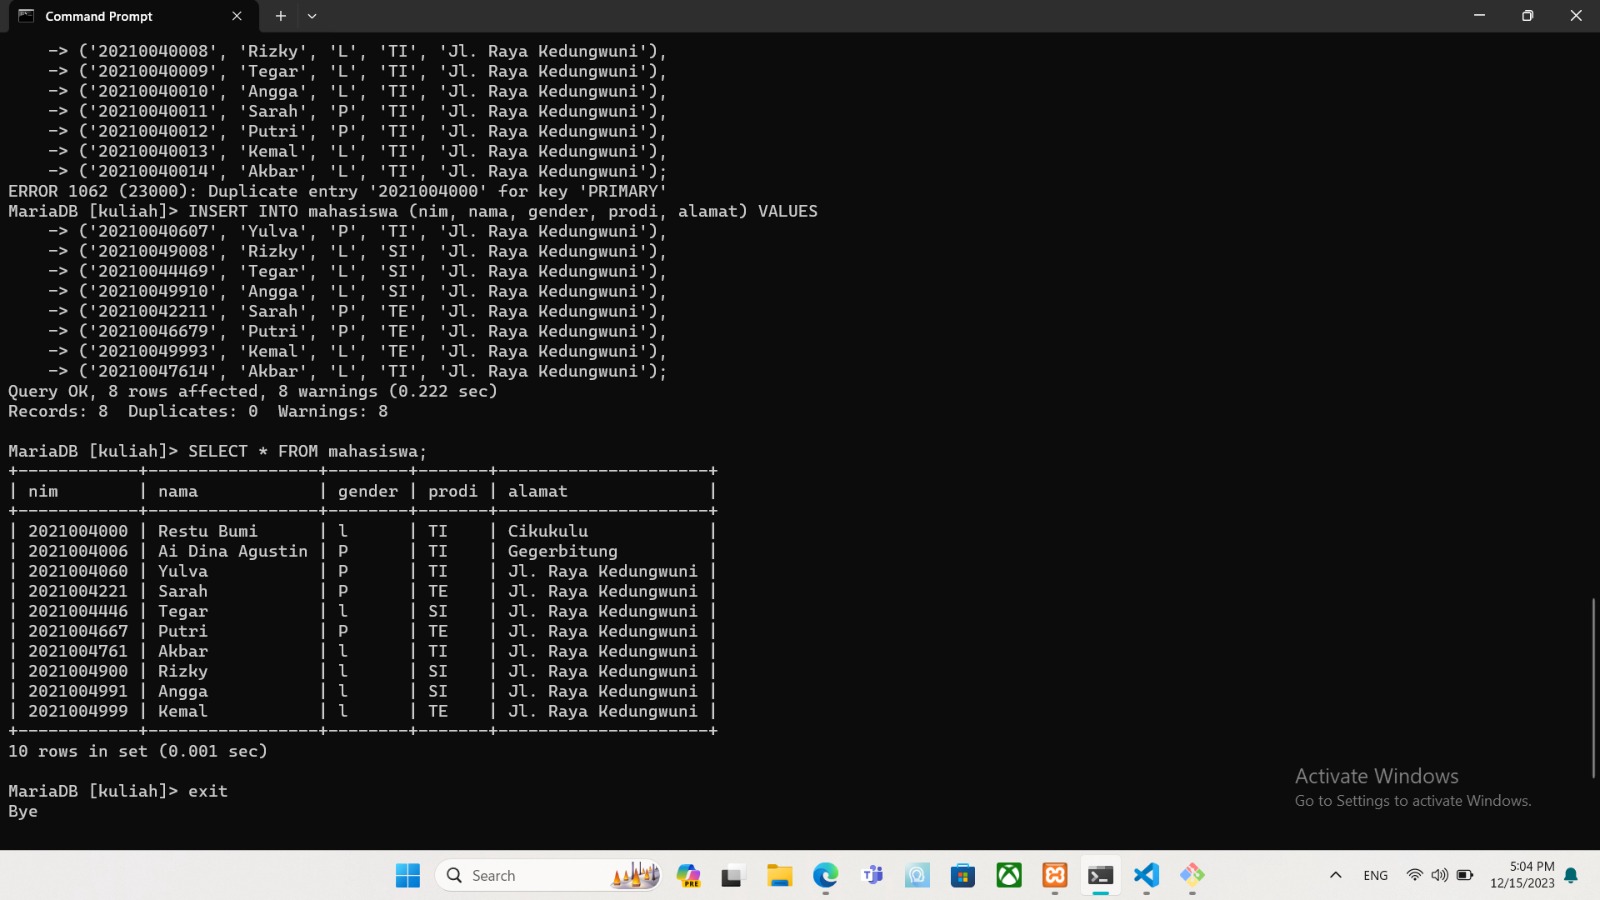 Command Prompt
-> ('20210040008', 'Rizky', 'L', 'TI', 'Jl. Raya Kedungwuni'),
-> ('20210040009', 'Tegar', 'L', 'TI', 'Jl. Raya Kedungwuni'),
-> ('20210040010', 'Angga', 'L', 'TI', 'Jl. Raya Kedungwuni'),
-> ('20210040011', 'Sarah', 'P', 'TI', 'Jl. Raya Kedungwuni'),
-> ('20210040012', 'Putri', 'P', 'TI', 'Jl. Raya Kedungwuni'),
-> ('20210040013', 'Kemal', 'L', 'TI', 'Jl. Raya Kedungwuni'),
-> ('20210040014', 'Akbar', 'L', 'TI', 'Jl. Raya Kedungwuni');
ERROR 1062 (23000): Duplicate entry '2021004000' for key 'PRIMARY'
MariaDB [kuliah]> INSERT INTO mahasiswa (nim, nama, gender, prodi, alamat) VALUES
-> ('20210040607', 'Yulva', 'P', 'TI', 'Jl. Raya Kedungwuni'),
-> ('20210049008', 'Rizky', 'L', 'SI', 'Jl. Raya Kedungwuni'),
-> ('20210044469', 'Tegar', 'L', 'SI', 'Jl. Raya Kedungwuni'),
-> ('20210049910', 'Angga', 'L', 'SI', 'Jl. Raya Kedungwuni'),
-> ('20210042211', 'Sarah', 'P', 'TE', 'Jl. Raya Kedungwuni'),
-> ('20210046679', 'Putri', 'P', 'TE', 'Jl. Raya Kedungwuni'),
-> ('20210049993', 'Kemal', 'L', 'TE', 'Jl. Raya Kedungwuni'),
-> ('20210047614', 'Akbar', 'L', 'TI', 'Jl. Raya Kedungwuni');
Query OK, 8 rows affected, 8 warnings (0.222 sec)
Records: 8  Duplicates: 0  Warnings: 8
MariaDB [kuliah]> SELECT * FROM mahasiswa;
+------------+-----------------+--------+-------+---------------------+
| nim        | nama            | gender | prodi | alamat              |
+------------+-----------------+--------+-------+---------------------+
| 2021004000 | Restu Bumi      | l      | TI    | Cikukulu            |
| 2021004006 | Ai Dina Agustin | P      | TI    | Gegerbitung         |
| 2021004060 | Yulva           | P      | TI    | Jl. Raya Kedungwuni |
| 2021004221 | Sarah           | P      | TE    | Jl. Raya Kedungwuni |
| 2021004446 | Tegar           | l      | SI    | Jl. Raya Kedungwuni |
| 2021004667 | Putri           | P      | TE    | Jl. Raya Kedungwuni |
| 2021004761 | Akbar           | l      | TI    | Jl. Raya Kedungwuni |
| 2021004900 | Rizky           | l      | SI    | Jl. Raya Kedungwuni |
| 2021004991 | Angga           | l      | SI    | Jl. Raya Kedungwuni |
| 2021004999 | Kemal           | l      | TE    | Jl. Raya Kedungwuni |
+------------+-----------------+--------+-------+---------------------+
10 rows in set (0.001 sec)
MariaDB [kuliah]> exit
Bye
Activate Windows
Go to Settings to activate Windows.
Search
PRE
ENG
5:04 PM
12/15/2023